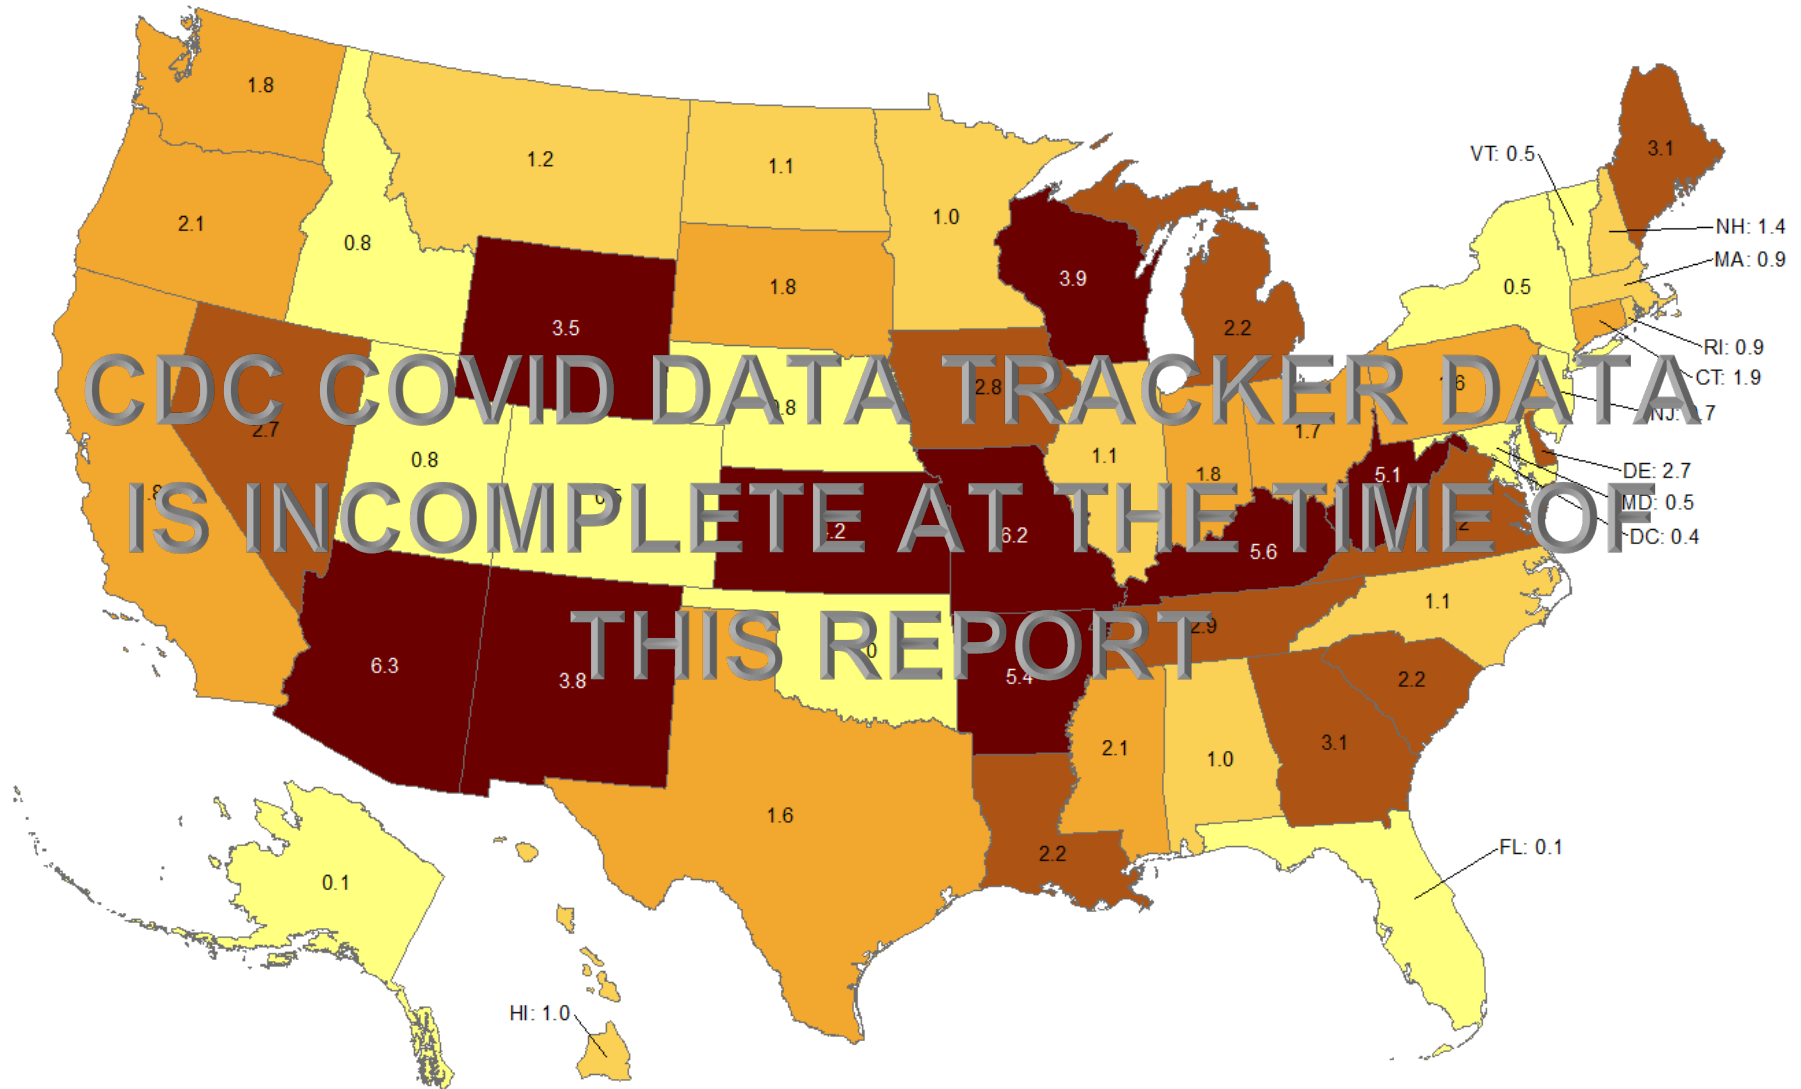 1.8
1.2
1.1
1.0
2.1
0.8
3.5
1.8
3.9
2.2
3.1
VT: 0.5
NH: 1.4
MA: 0.9
0.5
RI: 0.9
CT: 1.9
CDC COVID DATA TRACKER DATA
2.7
2.8
1.7
0.8
1.1
1.8
5.1
DE: 2.7
MD: 0.5
IS INCOMPLETE AT THE TIME OF
5.6
DC: 0.4
1.1
THIS REPORT
2.9
6.3
3.8
5.4
2.2
2.1
1.0
3.1
1.6
2.2
FL: 0.1
0.1
HI: 1.0